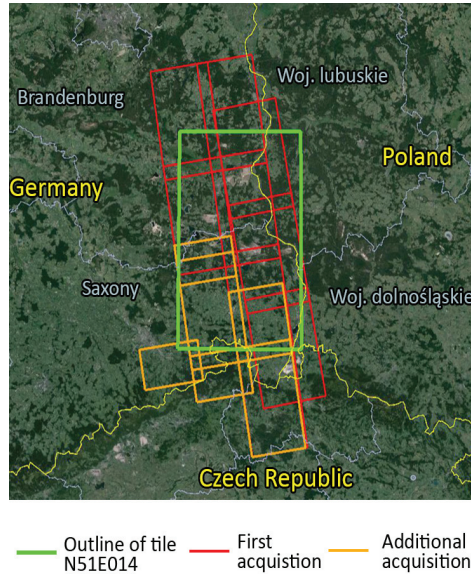 Woj. lubuskie
Brandenburg
Poland
Germany
Saxony
Woj. dolnośląskie
Czech Republic
Outline of tile
N51E014
First
acquistion
Additional
acquisition